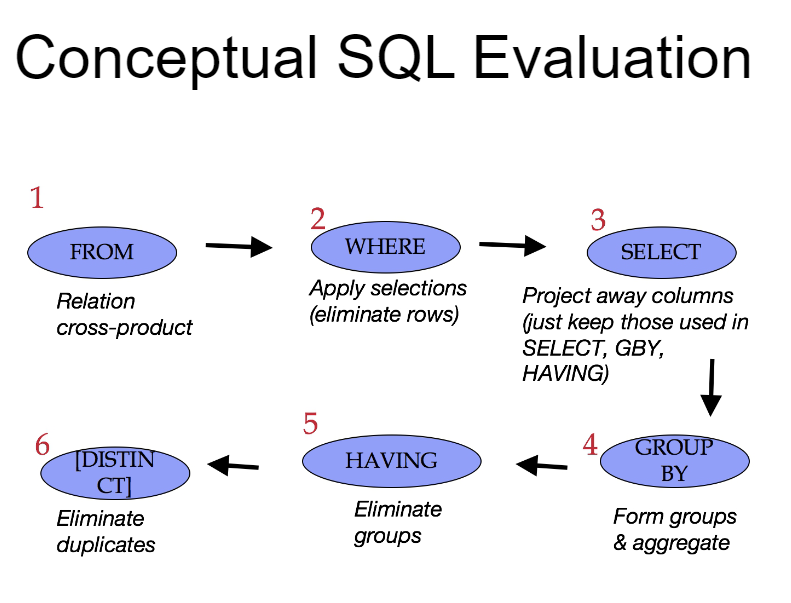 Conceptual SQL Evaluation
1
FROM
Relation
cross-product
2
WHERE
Apply selections
(eliminate rows)
3
SELECT
Project away columns
(just keep those used in
SELECT, GBY,
HAVING)
4
GROUP
BY
Form groups
& aggregate
5
HAVING
Eliminate
groups
6
[DISTIN
CT]
Eliminate
duplicates